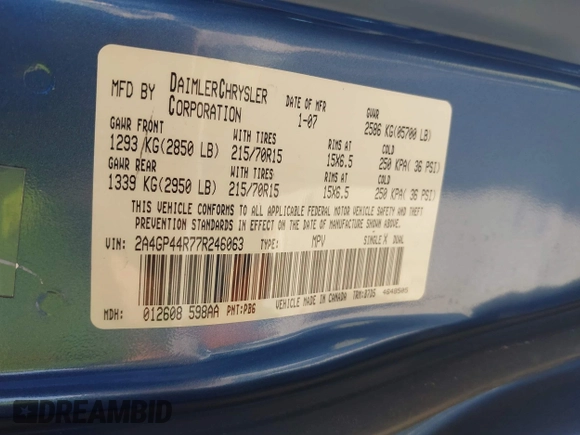 MFD BY DAIMLERCHRYSLER CORPORATION DATE OF MFR 1-07 GVWR 2586 KG(05700 LB)
GAWR FRONT WITH TIRES RIMS AT COLD
1293 KG(2850 LB) 215/70R15 15X6.5 250 KPA( 36 PSI)
GAWR REAR WITH TIRES RIMS AT COLD
1339 KG(2950 LB) 215/70R15 15X6.5 250 KPA( 36 PSI)
THIS VEHICLE CONFORMS TO ALL APPLICABLE FEDERAL MOTOR VEHICLE SAFETY AND THEFT
PREVENTION STANDARDS IN EFFECT ON THE DATE OF MANUFACTURE SHOWN ABOVE.
VIN: 2A4GP44R77R246063 TYPE: MPV SINGLE X DUAL
MDH: 012608 598AA PNT:PB6 VEHICLE MADE IN CANADA TRM:D7D5
DREAMBID